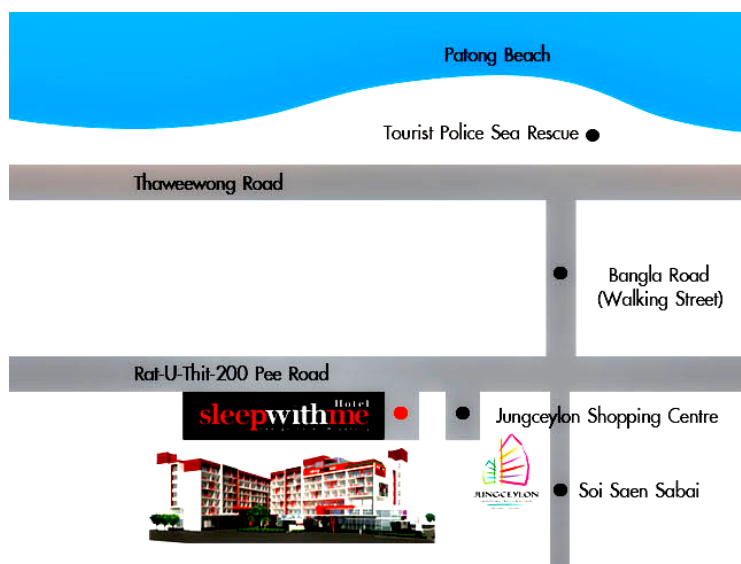 Patong Beach
Tourist Police Sea Rescue
Thaweewong Road
Bangla Road
(Walking Street)
Rat-U-Thit-200 Pee Road
Hotel
sleepwithme
Jungceylon Shopping Centre
JUNGCEYLON
Soi Saen Sabai